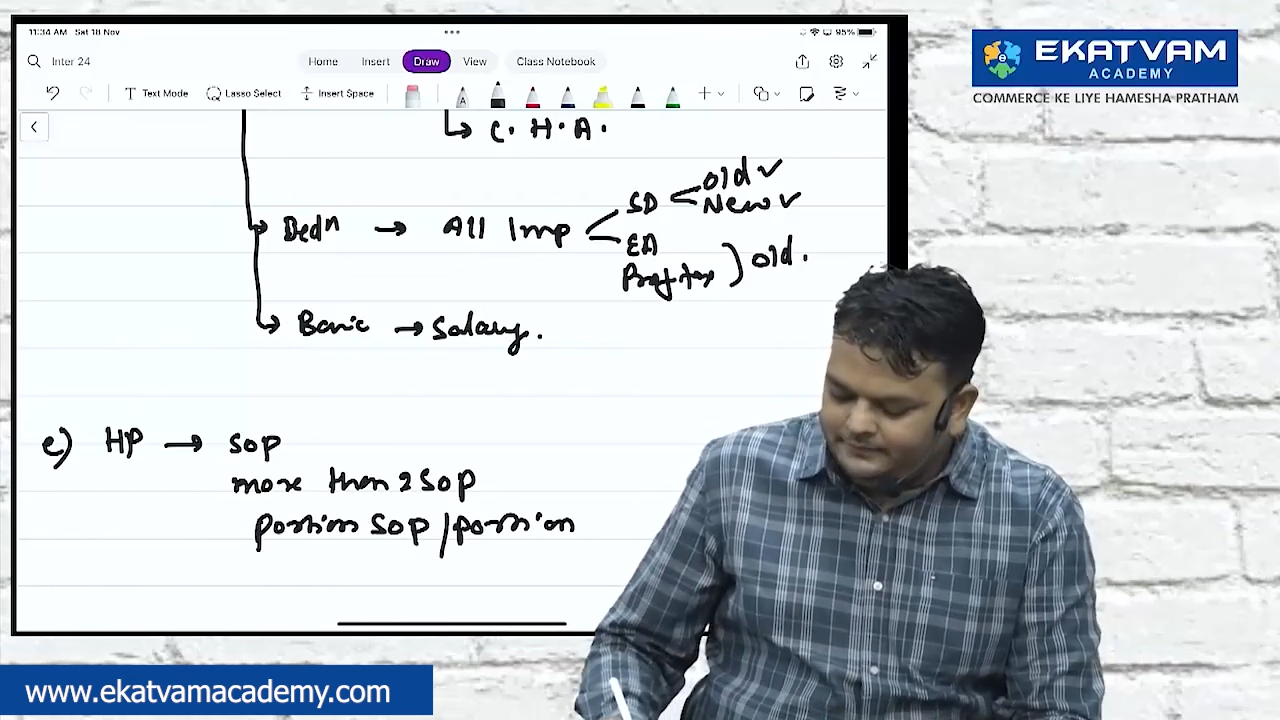 11:34 AM Sat 18 Nov
95%
Inter 24
Home Insert Draw View Class Notebook
Text Mode Lasso Select Insert Space
EKATVAM
ACADEMY
COMMERCE KE LIYE HAMESHA PRATHAM
↳ C. H. A.
Dedn → All Imp
SD
Old ✓
New ✓
EA
Prof tax
Old.
Basic → Salary.
e) HP → SOP
more than 2 SOP
portion SOP / portion
www.ekatvamacademy.com